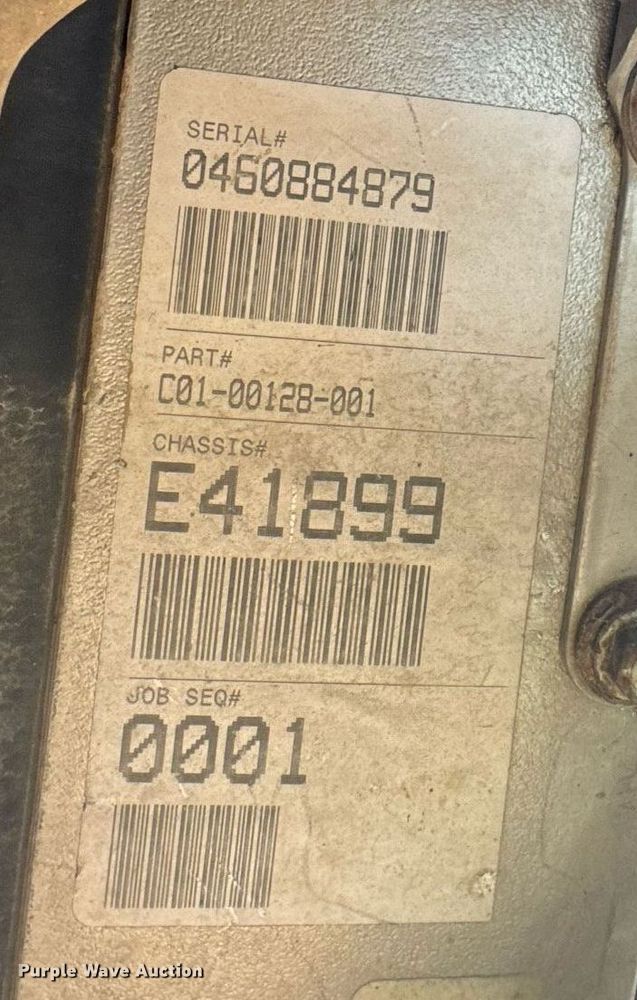 SERIAL#
0460884879
PART#
C01-00128-001
CHASSIS#
E41899
JOB SEQ#
0001
Purple Wave Auction